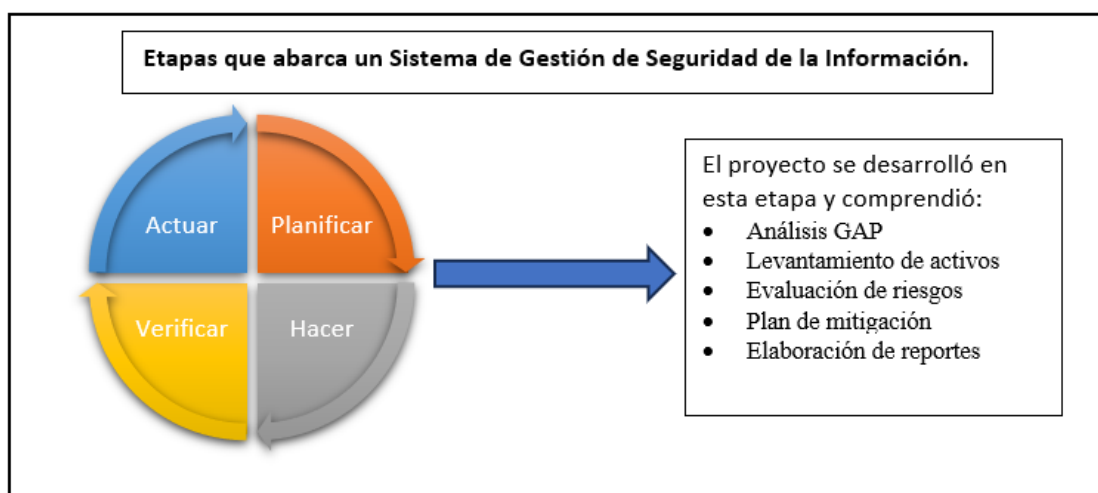 Etapas que abarca un Sistema de Gestión de Seguridad de la Información.
Actuar
Planificar
Verificar
Hacer
El proyecto se desarrolló en
esta etapa y comprendió:
• Análisis GAP
• Levantamiento de activos
• Evaluación de riesgos
• Plan de mitigación
• Elaboración de reportes